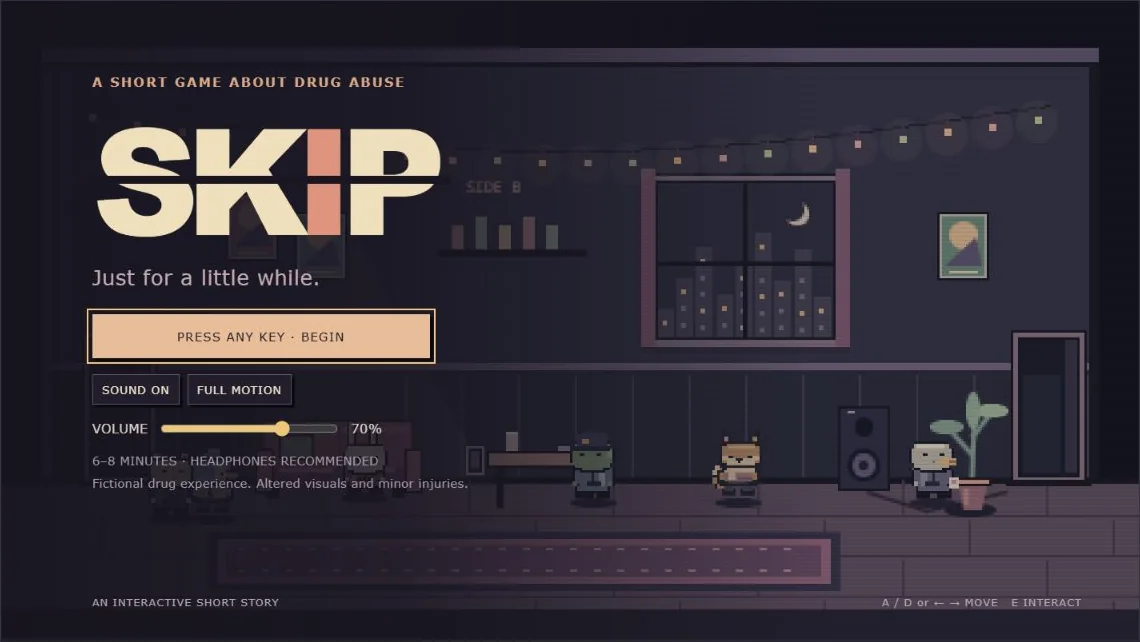 A SHORT GAME ABOUT DRUG ABUSE
SKIP
SIDE B
Just for a little while.
PRESS ANY KEY · BEGIN
SOUND ON
FULL MOTION
VOLUME 70%
6–8 MINUTES · HEADPHONES RECOMMENDED
Fictional drug experience. Altered visuals and minor injuries.
AN INTERACTIVE SHORT STORY
A / D or ← → MOVE E INTERACT